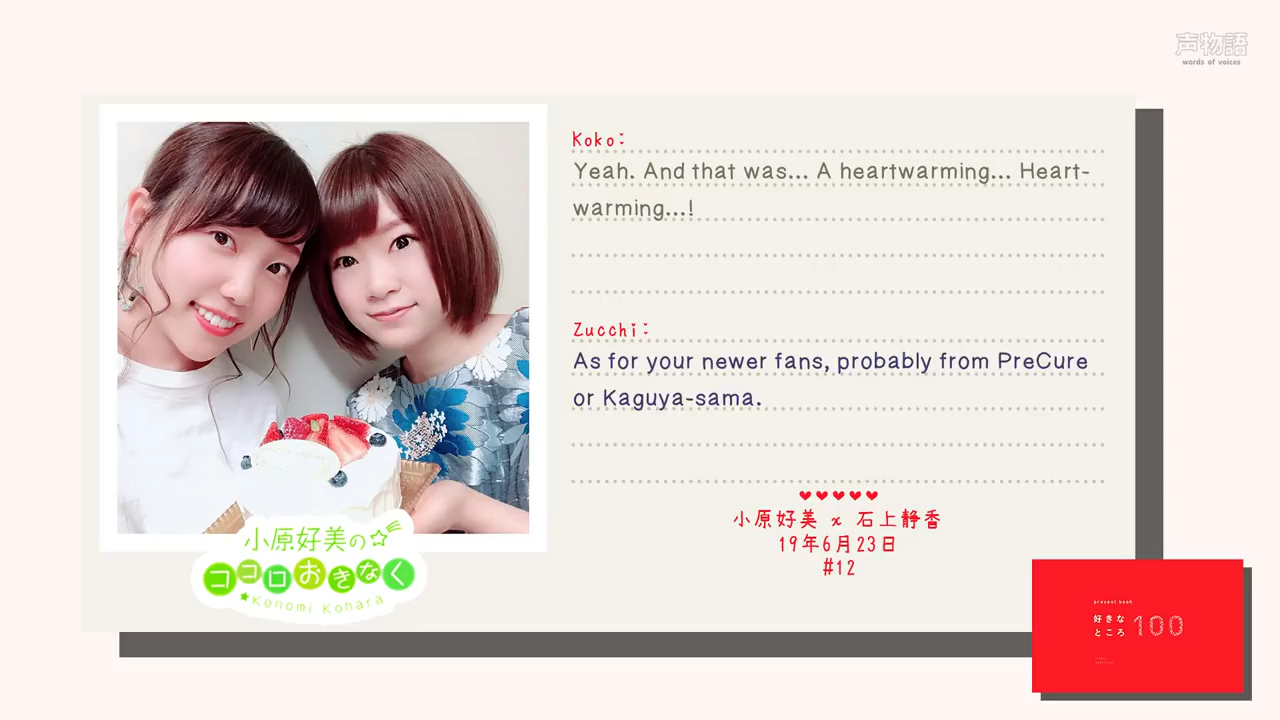 声物語
words of voices
Koko:
Yeah. And that was... A heartwarming... Heart-
warming...!
Zucchi:
As for your newer fans, probably from PreCure
or Kaguya-sama.
♥♥♥♥♥
小原好美 x 石上静香
19年6月23日
#12
小原好美の☆
ココロおきなく
★Konomi Kohara
present book
好きな
ところ 100